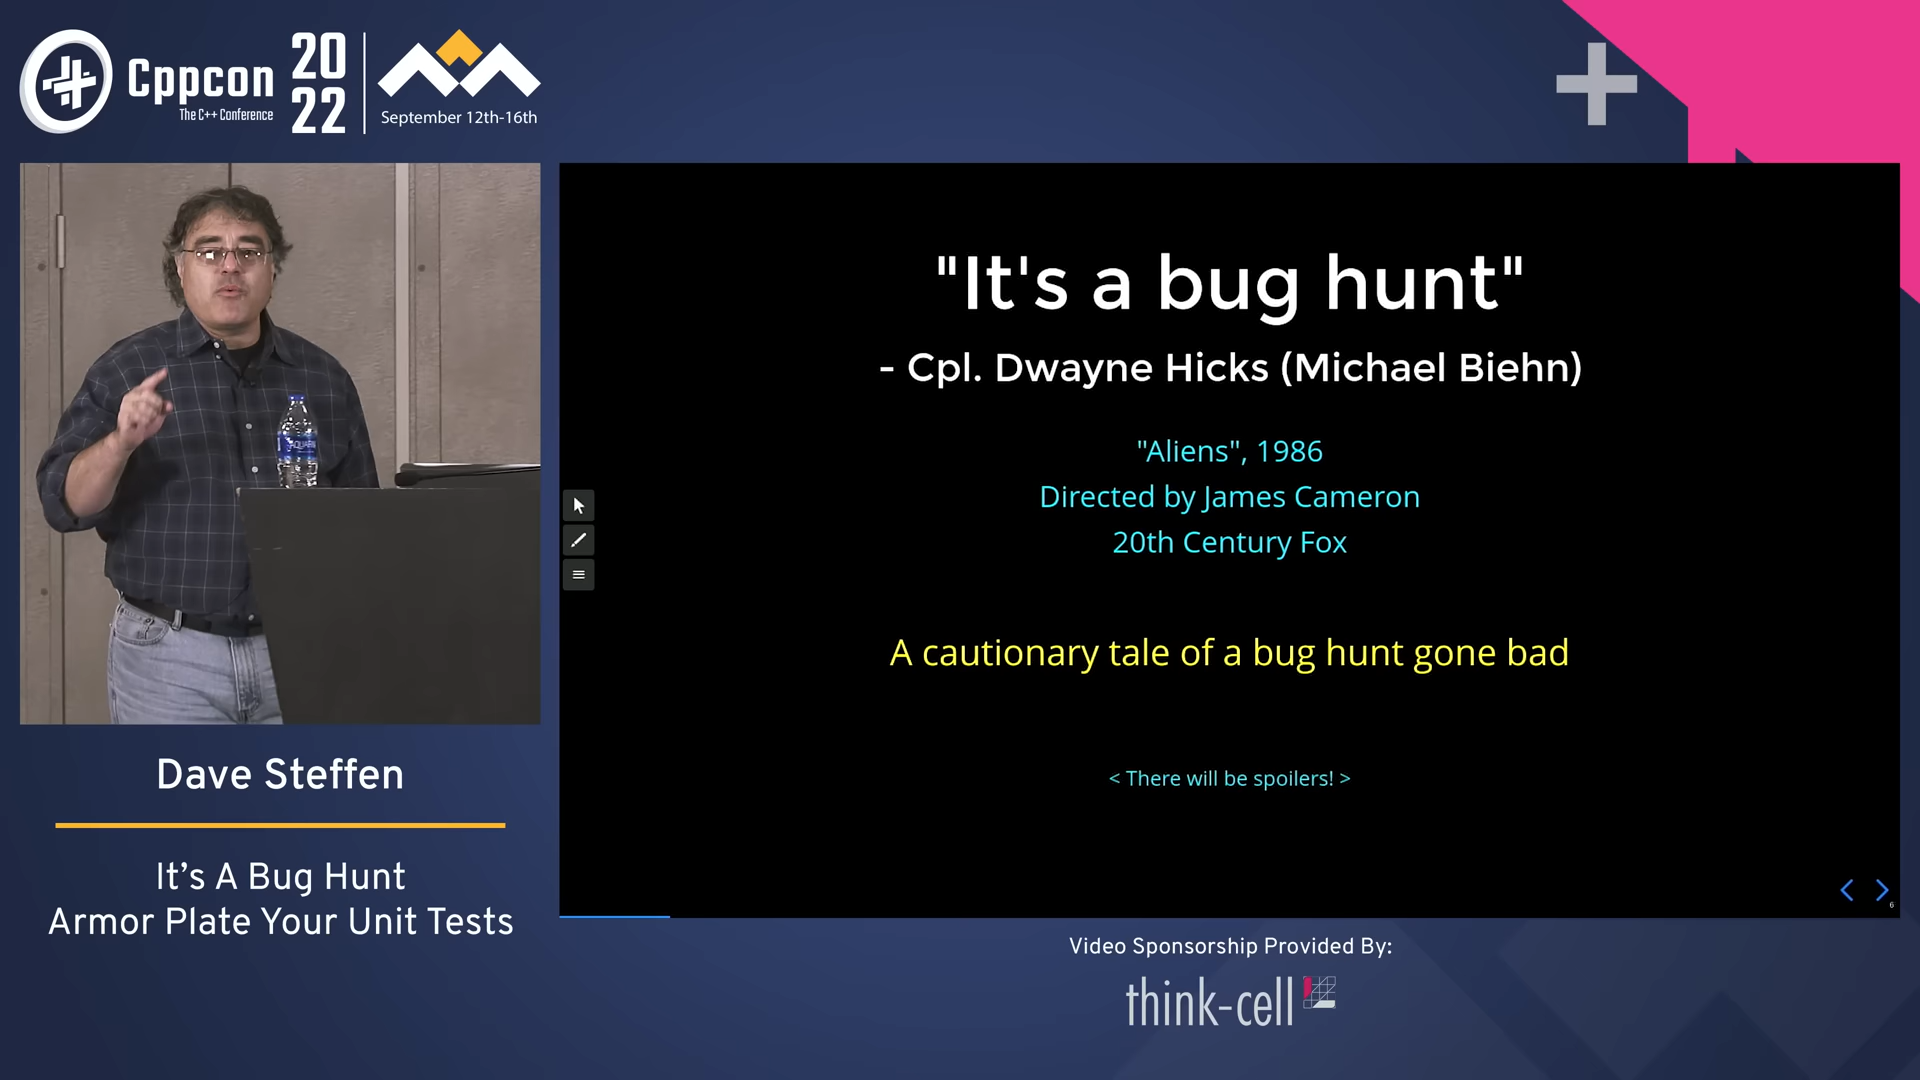 Cppcon
The C++ Conference
20
22
September 12th-16th
"It's a bug hunt"
- Cpl. Dwayne Hicks (Michael Biehn)
"Aliens", 1986
Directed by James Cameron
20th Century Fox
A cautionary tale of a bug hunt gone bad
< There will be spoilers! >
6
Dave Steffen
It's A Bug Hunt
Armor Plate Your Unit Tests
Video Sponsorship Provided By:
think-cell